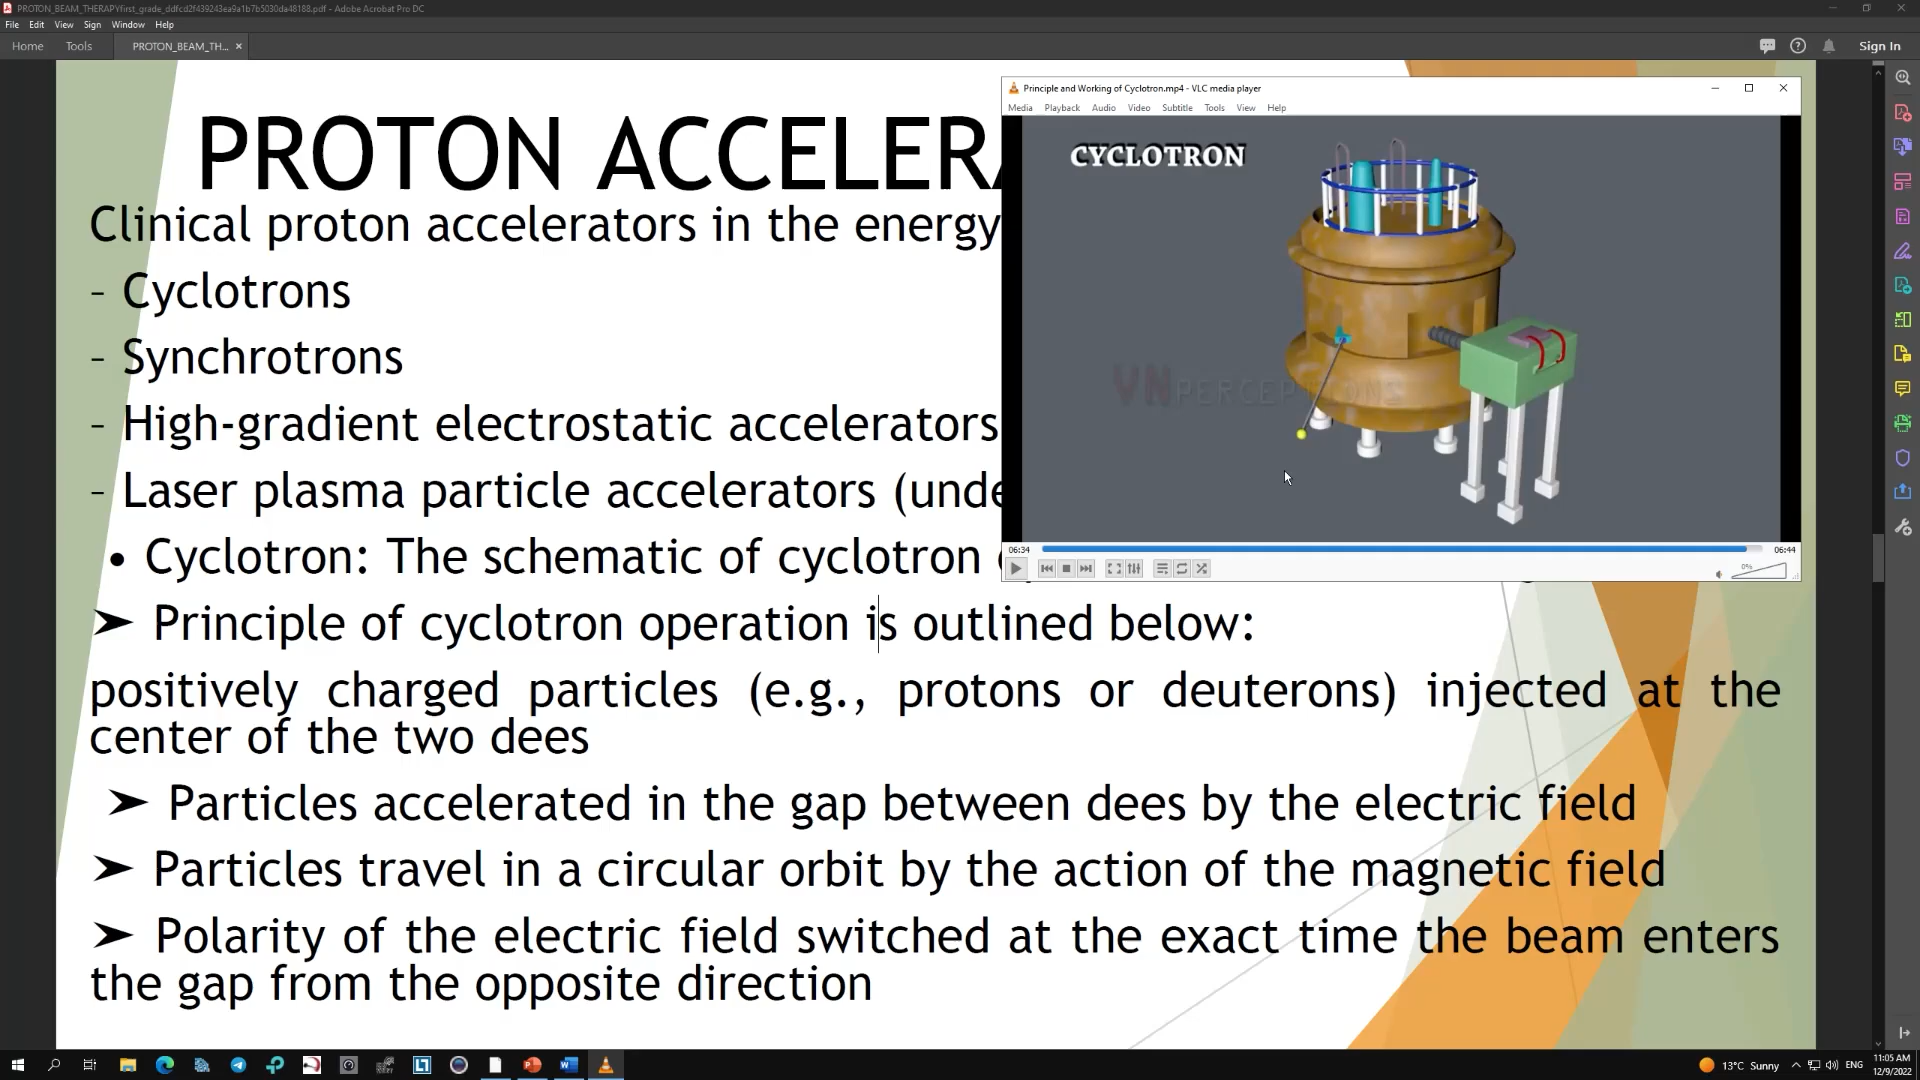 PROTON_BEAM_THERAPYfirst_grade_ddfcd2f439243ea9a1b7b5030da48188.pdf - Adobe Acrobat Pro DC
File Edit View Sign Window Help
Home Tools PROTON_BEAM_TH... × Sign In
PROTON ACCELERA
Clinical proton accelerators in the energy
– Cyclotrons
– Synchrotrons
– High-gradient electrostatic accelerators
– Laser plasma particle accelerators (unde
• Cyclotron: The schematic of cyclotron
➤ Principle of cyclotron operation is outlined below:
positively charged particles (e.g., protons or deuterons) injected at the
center of the two dees
➤ Particles accelerated in the gap between dees by the electric field
➤ Particles travel in a circular orbit by the action of the magnetic field
➤ Polarity of the electric field switched at the exact time the beam enters
the gap from the opposite direction
Principle and Working of Cyclotron.mp4 - VLC media player
Media Playback Audio Video Subtitle Tools View Help
CYCLOTRON
VN PERCEPTIONS
06:34 06:44
0%
13°C Sunny ENG 11:05 AM
12/9/2022